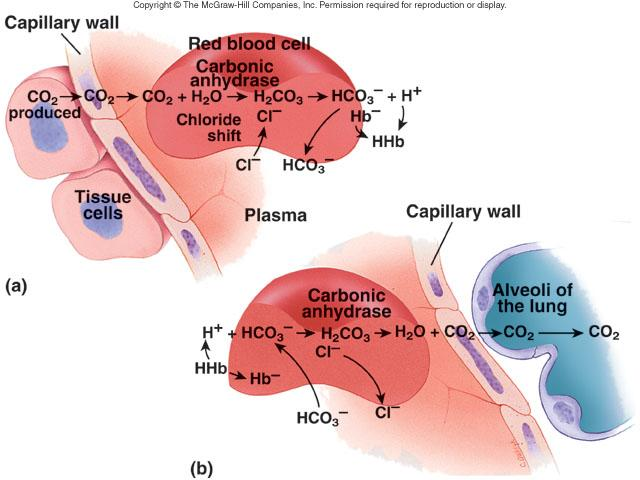 Copyright © The McGraw-Hill Companies, Inc. Permission required for reproduction or display.
Capillary wall
Red blood cell
Carbonic
anhydrase
CO₂ → CO₂ → CO₂ + H₂O → H₂CO₃ → HCO₃⁻ + H⁺
produced
Chloride
shift
Cl⁻
Hb⁻
HHb
Cl⁻
HCO₃⁻
Tissue
cells
Plasma
(a)
Capillary wall
Carbonic
anhydrase
Alveoli of
the lung
H⁺ + HCO₃⁻ → H₂CO₃ → H₂O + CO₂ → CO₂ → CO₂
Cl⁻
HHb
Hb⁻
HCO₃⁻
Cl⁻
(b)